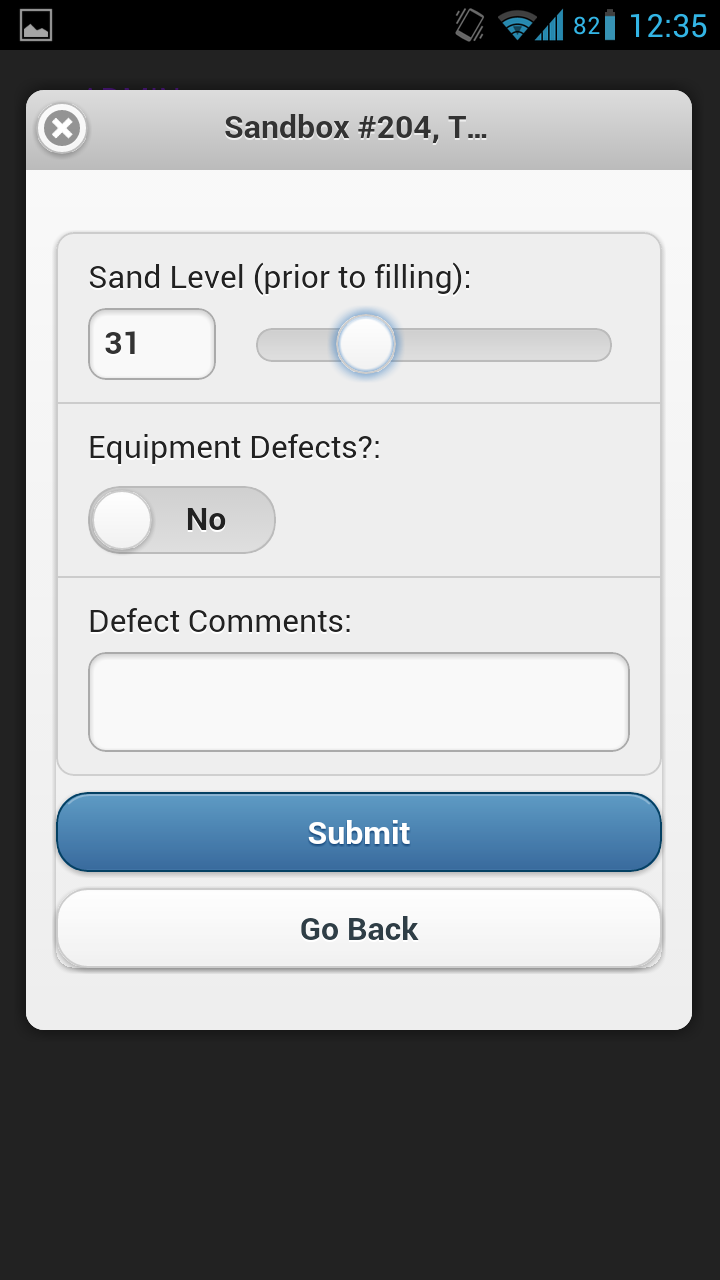 82 12:35
Sandbox #204, T...
Sand Level (prior to filling):
31
Equipment Defects?:
No
Defect Comments:
Submit
Go Back